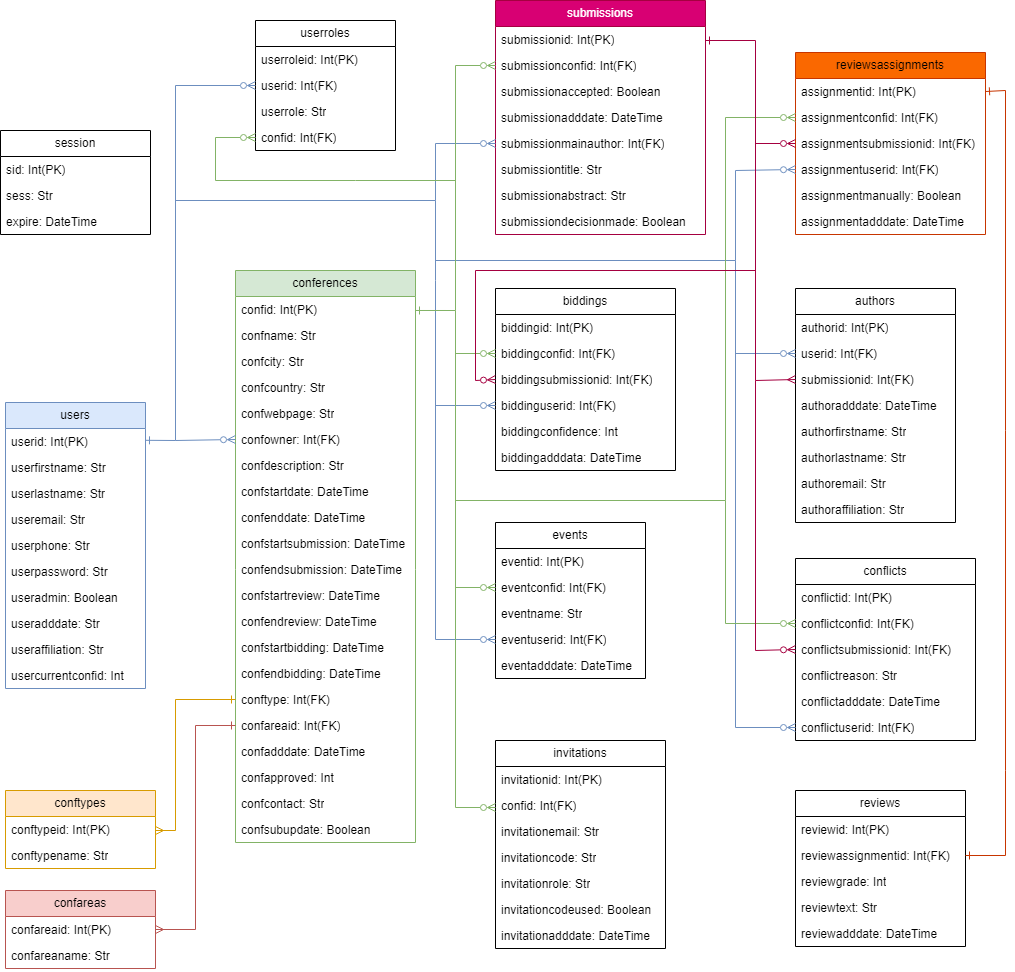 userroles
userroleid: Int(PK)
userid: Int(FK)
userrole: Str
confid: Int(FK)
submissions
submissionid: Int(PK)
submissionconfid: Int(FK)
submissionaccepted: Boolean
submissionadddate: DateTime
submissionmainauthor: Int(FK)
submissiontitle: Str
submissionabstract: Str
submissiondecisionmade: Boolean
reviewsassignments
assignmentid: Int(PK)
assignmentconfid: Int(FK)
assignmentsubmissionid: Int(FK)
assignmentuserid: Int(FK)
assignmentmanually: Boolean
assignmentadddate: DateTime
session
sid: Int(PK)
sess: Str
expire: DateTime
conferences
confid: Int(PK)
confname: Str
confcity: Str
confcountry: Str
confwebpage: Str
confowner: Int(FK)
confdescription: Str
confstartdate: DateTime
confenddate: DateTime
confstartsubmission: DateTime
confendsubmission: DateTime
confstartreview: DateTime
confendreview: DateTime
confstartbidding: DateTime
confendbidding: DateTime
conftype: Int(FK)
confareaid: Int(FK)
confadddate: DateTime
confapproved: Int
confcontact: Str
confsubupdate: Boolean
biddings
biddingid: Int(PK)
biddingconfid: Int(FK)
biddingsubmissionid: Int(FK)
biddinguserid: Int(FK)
biddingconfidence: Int
biddingadddata: DateTime
authors
authorid: Int(PK)
userid: Int(FK)
submissionid: Int(FK)
authoradddate: DateTime
authorfirstname: Str
authorlastname: Str
authoremail: Str
authoraffiliation: Str
users
userid: Int(PK)
userfirstname: Str
userlastname: Str
useremail: Str
userphone: Str
userpassword: Str
useradmin: Boolean
useradddate: Str
useraffiliation: Str
usercurrentconfid: Int
events
eventid: Int(PK)
eventconfid: Int(FK)
eventname: Str
eventuserid: Int(FK)
eventadddate: DateTime
conflicts
conflictid: Int(PK)
conflictconfid: Int(FK)
conflictsubmissionid: Int(FK)
conflictreason: Str
conflictadddate: DateTime
conflictuserid: Int(FK)
conftypes
conftypeid: Int(PK)
conftypename: Str
confareas
confareaid: Int(PK)
confareaname: Str
invitations
invitationid: Int(PK)
confid: Int(FK)
invitationemail: Str
invitationcode: Str
invitationrole: Str
invitationcodeused: Boolean
invitationadddate: DateTime
reviews
reviewid: Int(PK)
reviewassignmentid: Int(FK)
reviewgrade: Int
reviewtext: Str
reviewadddate: DateTime